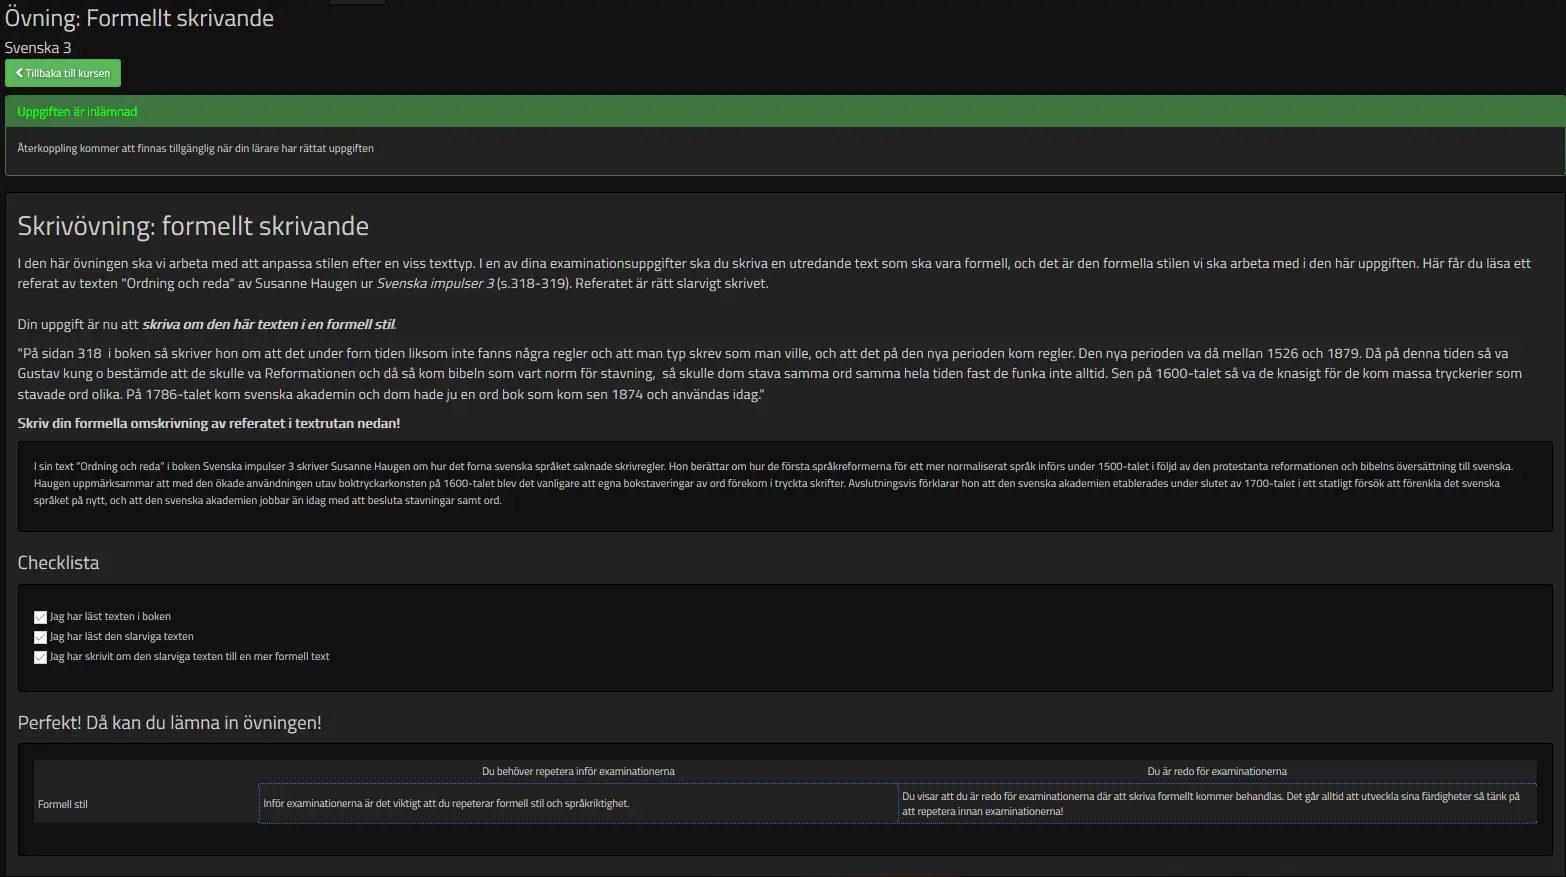 Övning: Formellt skrivande
Svenska 3
Tillbaka till kursen
Uppgiften är inlämnad
Återkoppling kommer att finnas tillgänglig när din lärare har rättat uppgiften
Skrivövning: formellt skrivande
I den här övningen ska vi arbeta med att anpassa stilen efter en viss texttyp. I en av dina examinationsuppgifter ska du skriva en utredande text som ska vara formell, och det är den formella stilen vi ska arbeta med i den här uppgiften. Här får du läsa ett
referat av texten "Ordning och reda" av Susanne Haugen ur Svenska impulser 3 (s.318-319). Referatet är rätt slarvigt skrivet.
Din uppgift är nu att skriva om den här texten i en formell stil.
"På sidan 318  i boken så skriver hon om att det under forn tiden liksom inte fanns några regler och att man typ skrev som man ville, och att det på den nya perioden kom regler. Den nya perioden va då mellan 1526 och 1879. Då på denna tiden så va
Gustav kung o bestämde att de skulle va Reformationen och då så kom bibeln som vart norm för stavning,  så skulle dom stava samma ord samma hela tiden fast de funka inte alltid. Sen på 1600-talet så va de knasigt för de kom massa tryckerier som
stavade ord olika. På 1786-talet kom svenska akademin och dom hade ju en ord bok som kom sen 1874 och användas idag."
Skriv din formella omskrivning av referatet i textrutan nedan!
I sin text "Ordning och reda" i boken Svenska impulser 3 skriver Susanne Haugen om hur det forna svenska språket saknade skrivregler. Hon berättar om hur de första språkreformerna för ett mer normaliserat språk införs under 1500-talet i följd av den protestanta reformationen och bibelns översättning till svenska.
Haugen uppmärksammar att med den ökade användningen utav boktryckarkonsten på 1600-talet blev det vanligare att egna bokstaveringar av ord förekom i tryckta skrifter. Avslutningsvis förklarar hon att den svenska akademien etablerades under slutet av 1700-talet i ett statligt försök att förenkla det svenska
språket på nytt, och att den svenska akademien jobbar än idag med att besluta stavningar samt ord.
Checklista
Jag har läst texten i boken
Jag har läst den slarviga texten
Jag har skrivit om den slarviga texten till en mer formell text
Perfekt! Då kan du lämna in övningen!
Du behöver repetera inför examinationerna
Du är redo för examinationerna
Formell stil
Inför examinationerna är det viktigt att du repeterar formell stil och språkriktighet.
Du visar att du är redo för examinationerna där att skriva formellt kommer behandlas. Det går alltid att utveckla sina färdigheter så tänk på
att repetera innan examinationerna!